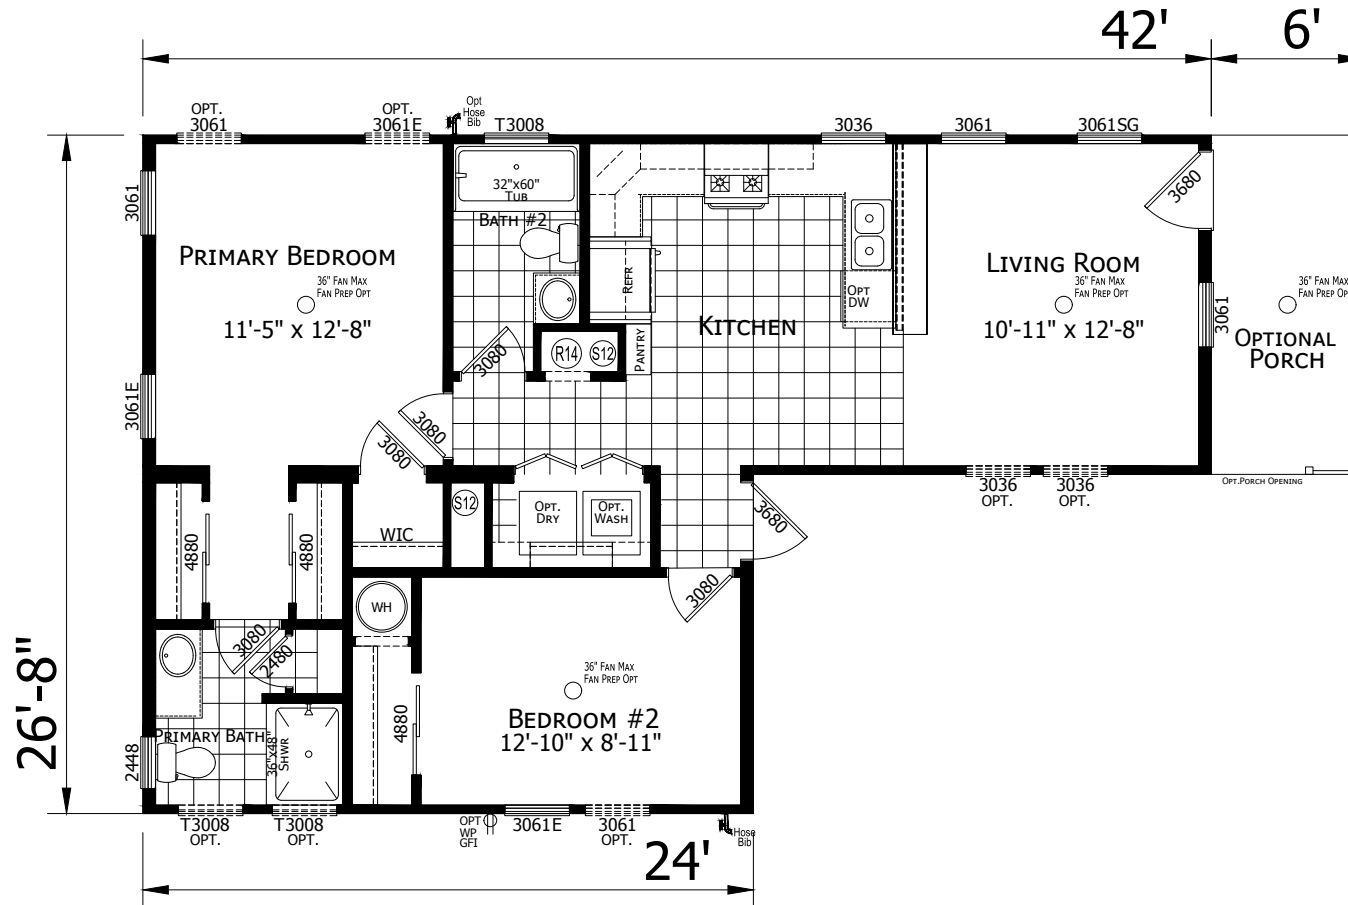 42'
6'
OPT.
3061
OPT.
3061E
Opt
Hose
Bib
T3008
3036
3061
3061SG
3680
32"x60"
TUB
BATH #2
3061
PRIMARY BEDROOM
36" FAN MAX
FAN PREP OPT
11'-5" x 12'-8"
REFR
OPT
DW
KITCHEN
LIVING ROOM
36" FAN MAX
FAN PREP OPT
10'-11" x 12'-8"
3061
36" FAN MAX
OPTIONAL
PORCH
3080
R14
S12
PANTRY
3061E
3080
3080
3036
OPT.
3036
OPT.
OPT.PORCH OPENING
4880
4880
WIC
S12
OPT.
DRY
OPT.
WASH
3680
3080
WH
3080
2480
26'-8"
36" FAN MAX
FAN PREP OPT
BEDROOM #2
12'-10" x 8'-11"
4880
PRIMARY BATH
36"x48"
SHWR
2448
T3008
OPT.
T3008
OPT.
OPT
WP
GFI
3061E
3061
OPT.
Hose
Bib
24'